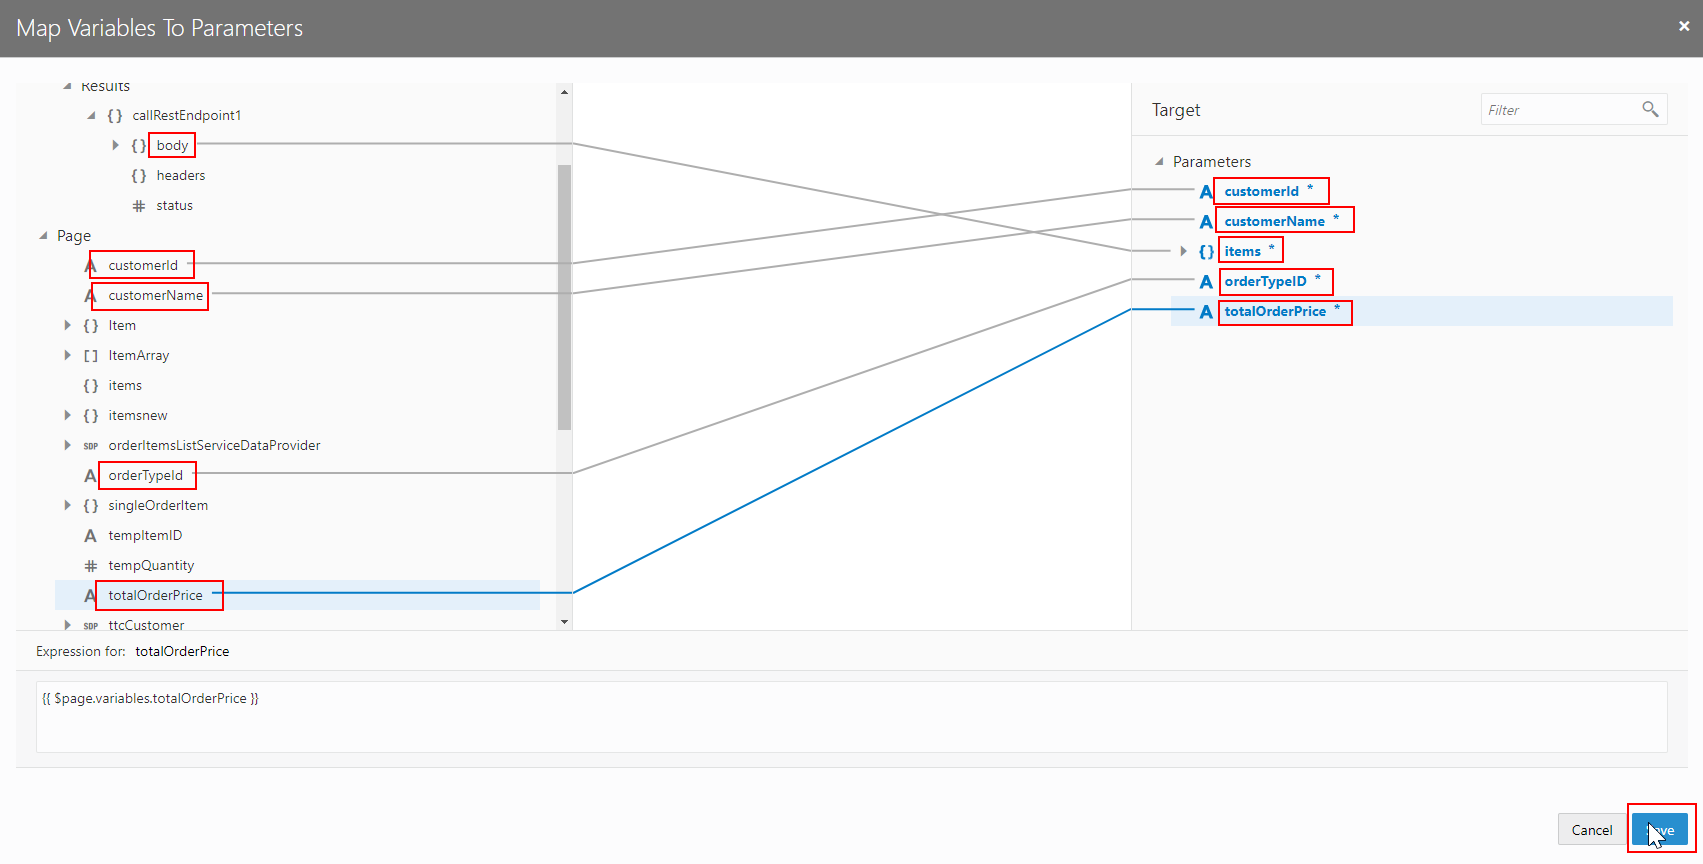 Map Variables To Parameters
Results
callRestEndpoint1
body
headers
status
Page
customerId
customerName
Item
ItemArray
items
itemsnew
SDP orderItemsListServiceDataProvider
A orderTypeId
singleOrderItem
A tempItemID
# tempQuantity
A totalOrderPrice
SDP ttcCustomer
Target
Filter
Parameters
A customerId *
A customerName *
{} items *
A orderTypeID *
A totalOrderPrice *
Expression for: totalOrderPrice
{{ $page.variables.totalOrderPrice }}
Cancel